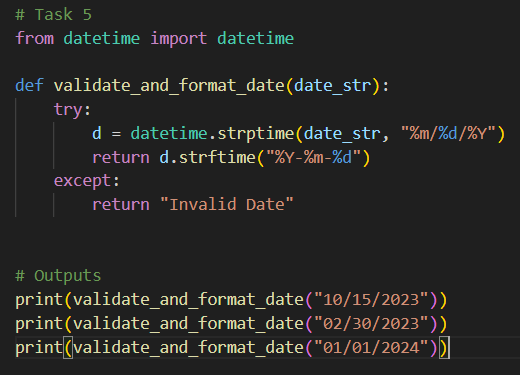 # Task 5
from datetime import datetime

def validate_and_format_date(date_str):
    try:
        d = datetime.strptime(date_str, "%m/%d/%Y")
        return d.strftime("%Y-%m-%d")
    except:
        return "Invalid Date"


# Outputs
print(validate_and_format_date("10/15/2023"))
print(validate_and_format_date("02/30/2023"))
print(validate_and_format_date("01/01/2024"))